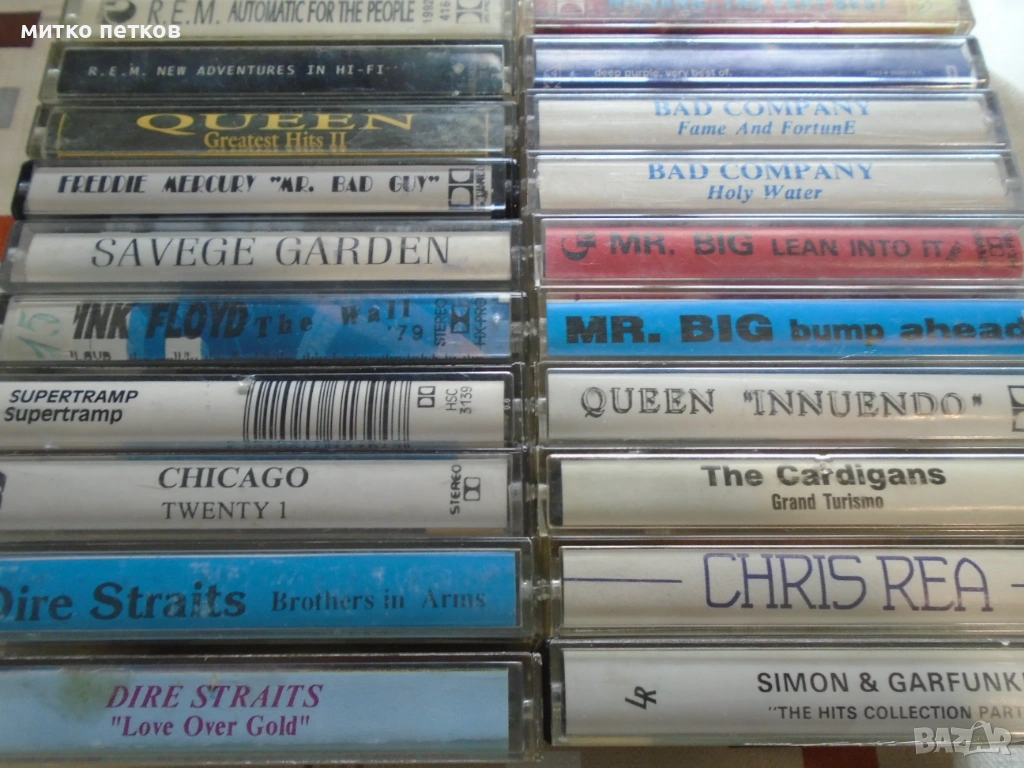 митко петков
R.E.M. AUTOMATIC FOR THE PEOPLE
R.E.M. NEW ADVENTURES IN HI-FI
QUEEN
Greatest Hits II
FREDDIE MERCURY "MR. BAD GUY"
SAVEGE GARDEN
15
INK FLOYD The Wall
'79
STEREO
SUPERTRAMP
Supertramp
HSC
3139
CHICAGO
TWENTY 1
STEREO
Dire Straits Brothers in Arms
DIRE STRAITS
"Love Over Gold"
deep purple. very best of.
BAD COMPANY
Fame And FortunE
BAD COMPANY
Holy Water
MR. BIG LEAN INTO IT
MR. BIG bump ahead
QUEEN "INNUENDO"
The Cardigans
Grand Turismo
CHRIS REA
SIMON & GARFUNK
"THE HITS COLLECTION PART
BAZAR